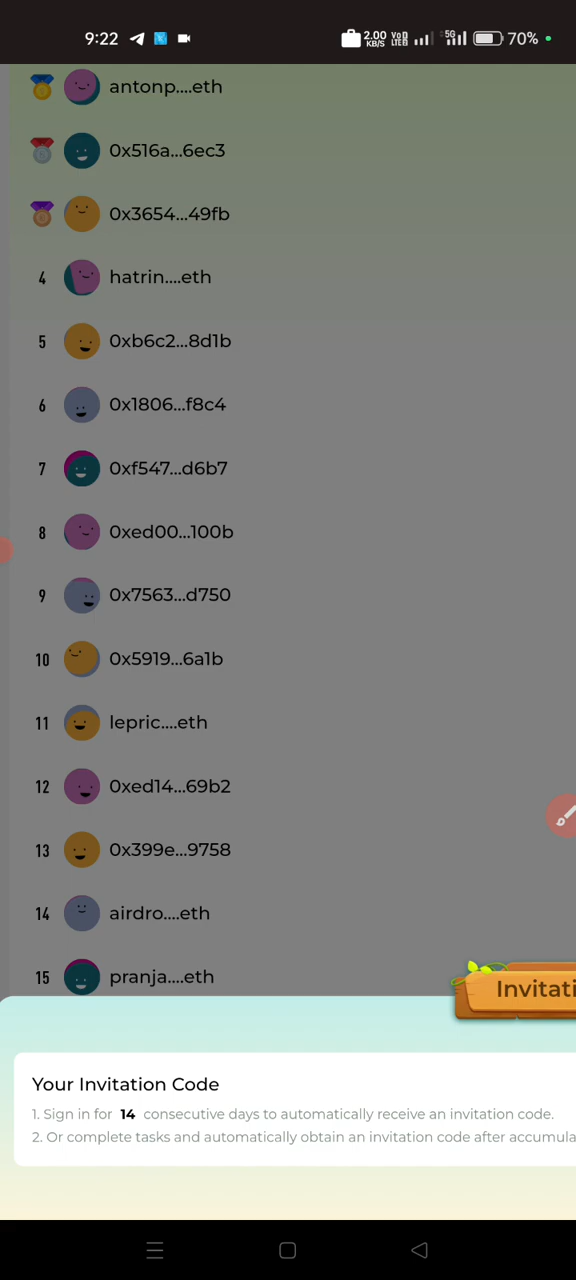 9:22 2.00 KB/S VoD LTE 5G 70%
antonp....eth
0x516a...6ec3
0x3654...49fb
4 hatrin....eth
5 0xb6c2...8d1b
6 0x1806...f8c4
7 0xf547...d6b7
8 0xed00...100b
9 0x7563...d750
10 0x5919...6a1b
11 lepric....eth
12 0xed14...69b2
13 0x399e...9758
14 airdro....eth
15 pranja....eth
Invitati
Your Invitation Code
1. Sign in for 14 consecutive days to automatically receive an invitation code.
2. Or complete tasks and automatically obtain an invitation code after accumula